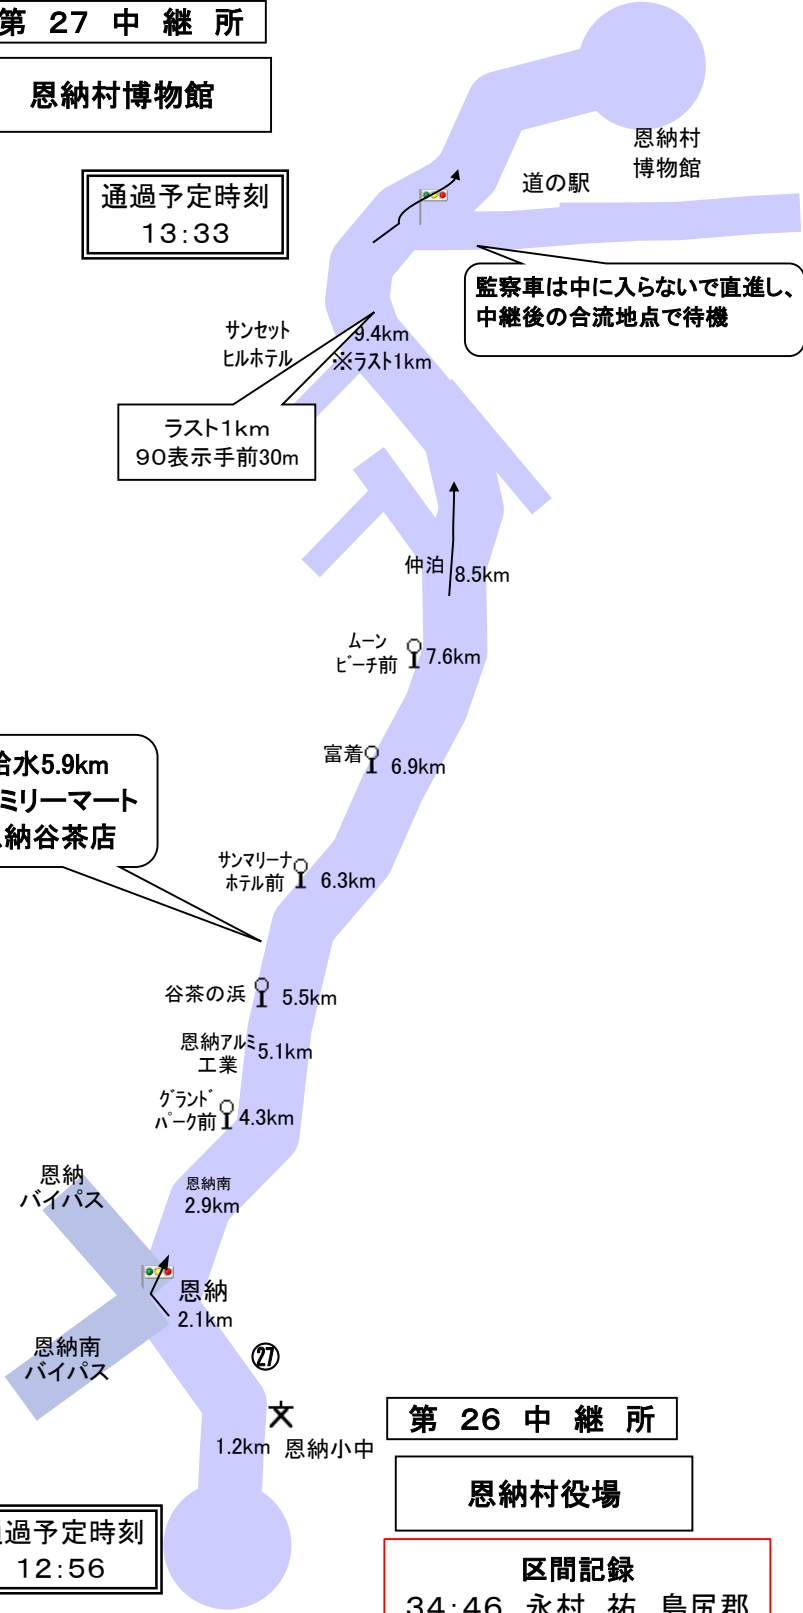 第 27 中 継 所
恩納村博物館
通過予定時刻
13:33
恩納村
博物館
道の駅
監察車は中に入らないで直進し、
中継後の合流地点で待機
サンセット
ヒルホテル
9.4km
※ラスト1km
ラスト1km
90表示手前30m
仲泊
8.5km
ムーン
ビーチ前
7.6km
富着
6.9km
給水5.9km
ミリーマート
納谷茶店
サンマリーナ
ホテル前
6.3km
谷茶の浜
5.5km
恩納アルミ
工業
5.1km
グランド
パーク前
4.3km
恩納
バイパス
恩納南
2.9km
恩納
2.1km
恩納南
バイパス
㉗
文
1.2km 恩納小中
第 26 中 継 所
恩納村役場
過予定時刻
12:56
区間記録
34:46 永村 祐 島尻郡